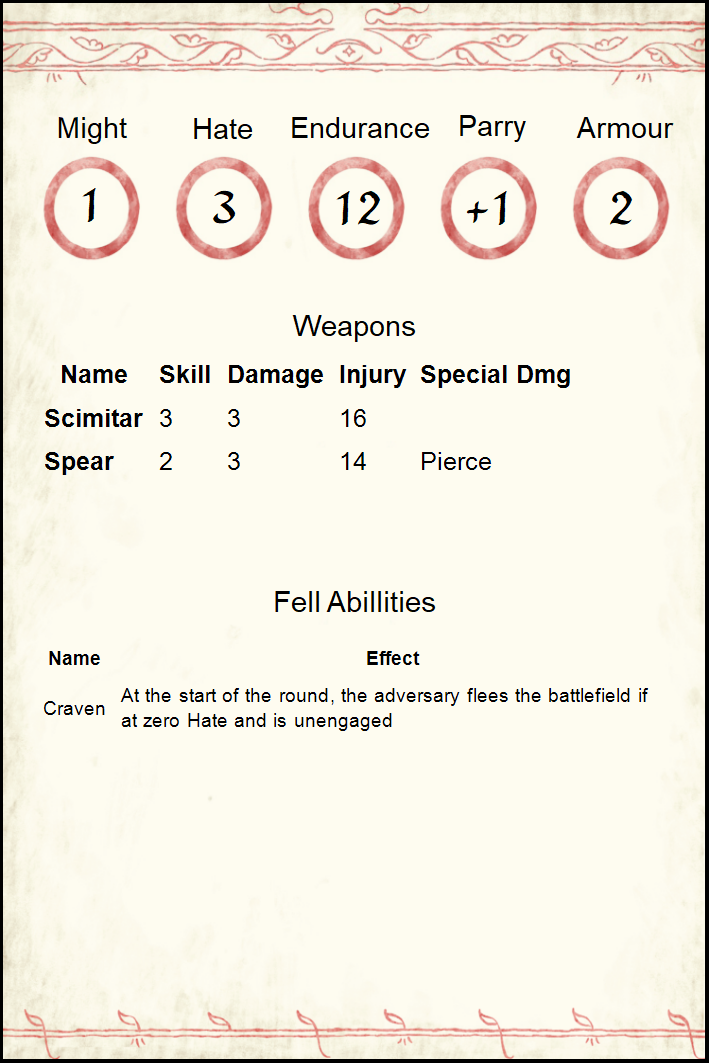 Might Hate Endurance Parry Armour
1 3 12 +1 2
Weapons
Name Skill Damage Injury Special Dmg
Scimitar 3 3 16
Spear 2 3 14 Pierce
Fell Abillities
Name Effect
Craven At the start of the round, the adversary flees the battlefield if
at zero Hate and is unengaged